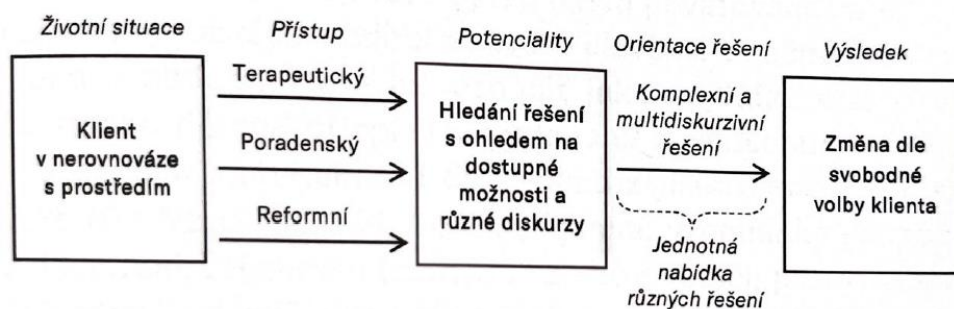 Životní situace
Přístup
Potenciality
Orientace řešení
Výsledek
Klient
v nerovnováze
s prostředím
Terapeutický
Poradenský
Reformní
Hledání řešení
s ohledem na
dostupné
možnosti a
různé diskurzy
Komplexní a
multidiskurzivní
řešení
Jednotná
nabídka
různých řešení
Změna dle
svobodné
volby klienta